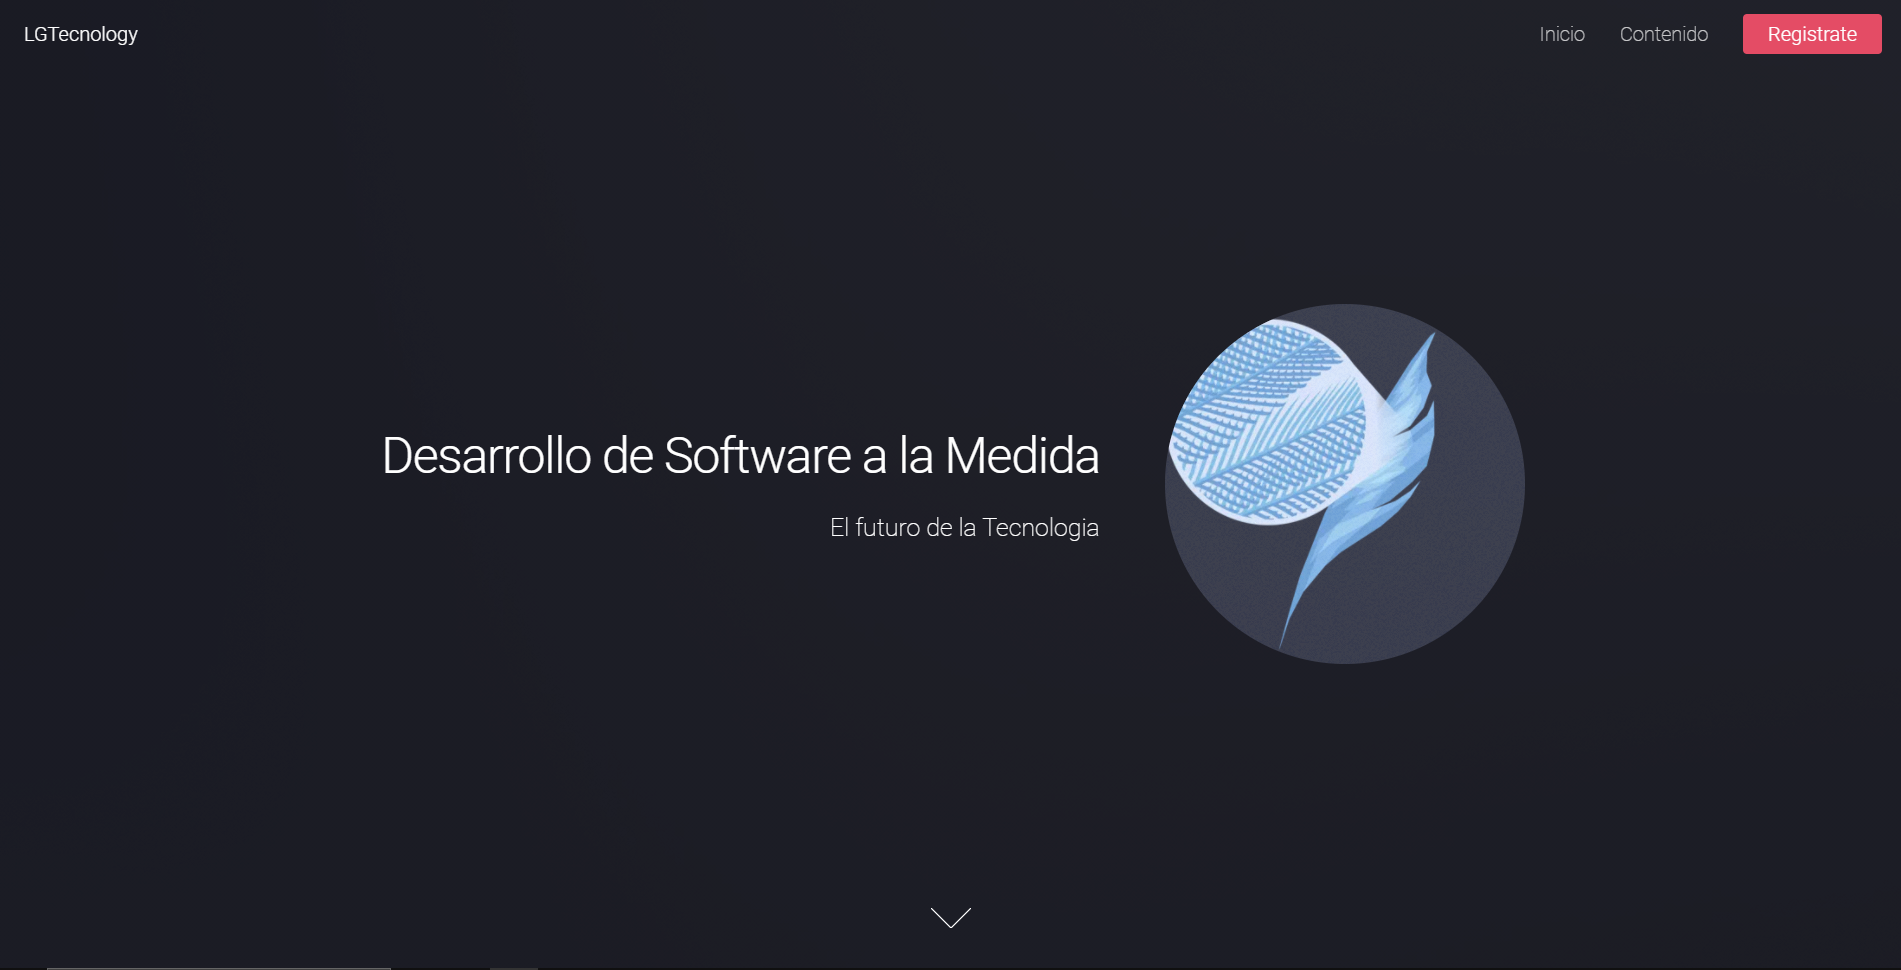 LGTecnology
Inicio
Contenido
Registrate
Desarrollo de Software a la Medida
El futuro de la Tecnologia